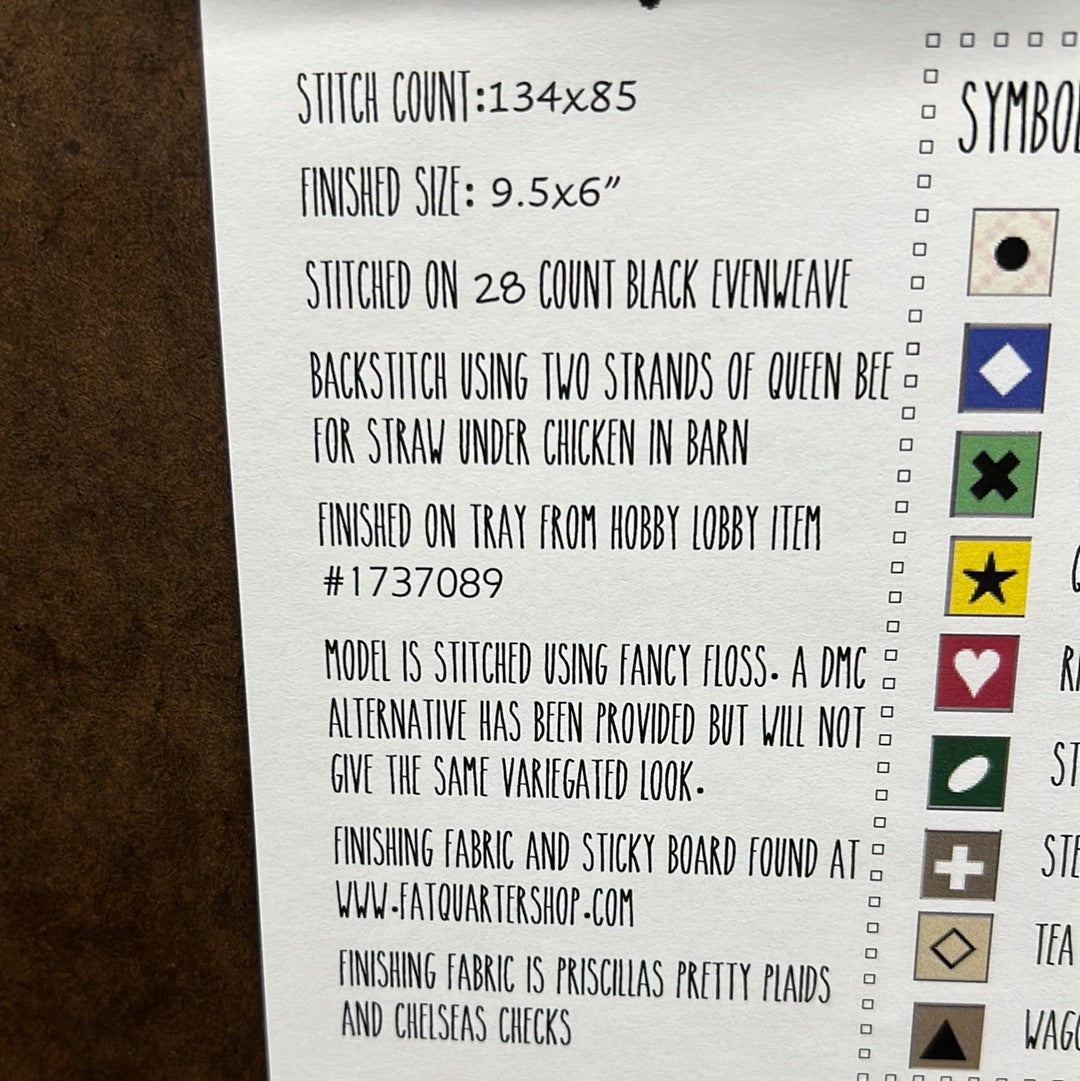 STITCH COUNT:134x85
FINISHED SIZE: 9.5x6"
STITCHED ON 28 COUNT BLACK EVENWEAVE
BACKSTITCH USING TWO STRANDS OF QUEEN BEE
FOR STRAW UNDER CHICKEN IN BARN
FINISHED ON TRAY FROM HOBBY LOBBY ITEM
#1737089
MODEL IS STITCHED USING FANCY FLOSS. A DMC
ALTERNATIVE HAS BEEN PROVIDED BUT WILL NOT
GIVE THE SAME VARIEGATED LOOK.
FINISHING FABRIC AND STICKY BOARD FOUND AT
WWW.FATQUARTERSHOP.COM
FINISHING FABRIC IS PRISCILLAS PRETTY PLAIDS
AND CHELSEAS CHECKS
SYMBOL
TEA